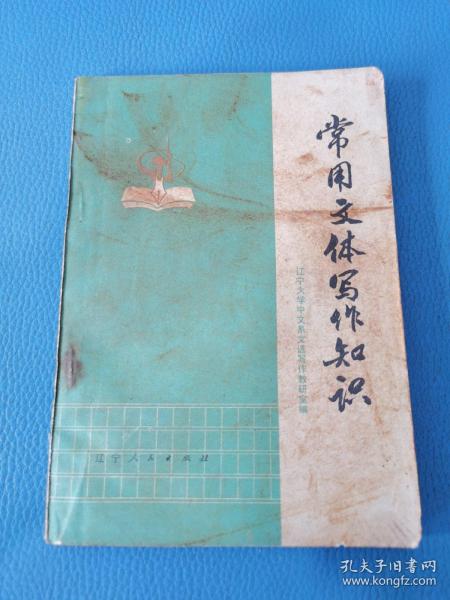 常用文体写作知识
辽宁大学中文系文选写作教研室编
辽宁人民出版社
孔夫子旧书网
www.kongfz.com